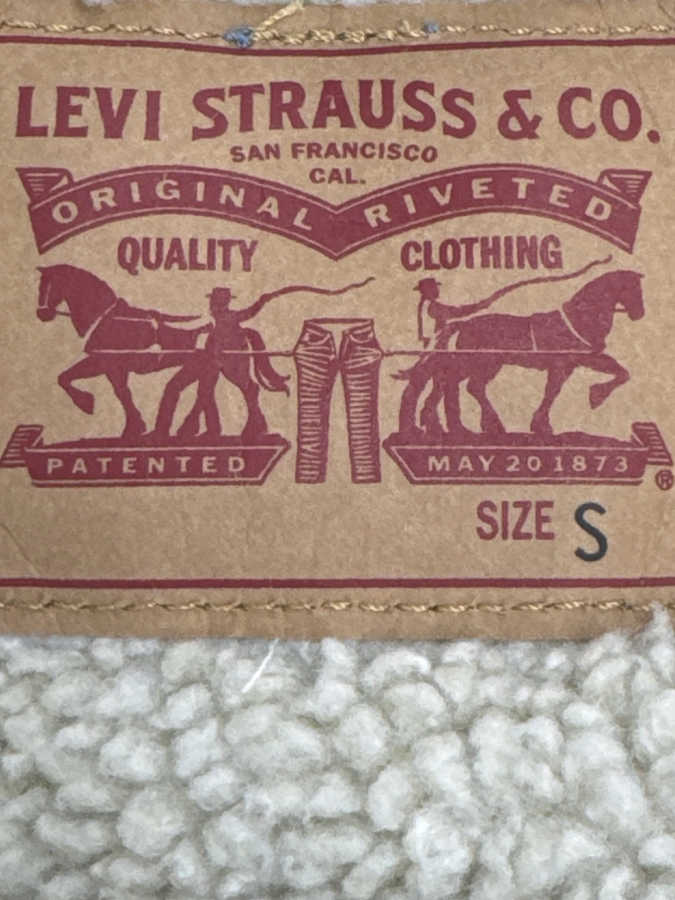 LEVI STRAUSS & CO.
SAN FRANCISCO
CAL.
ORIGINAL RIVETED
QUALITY CLOTHING
PATENTED MAY 20 1873
®
SIZE S